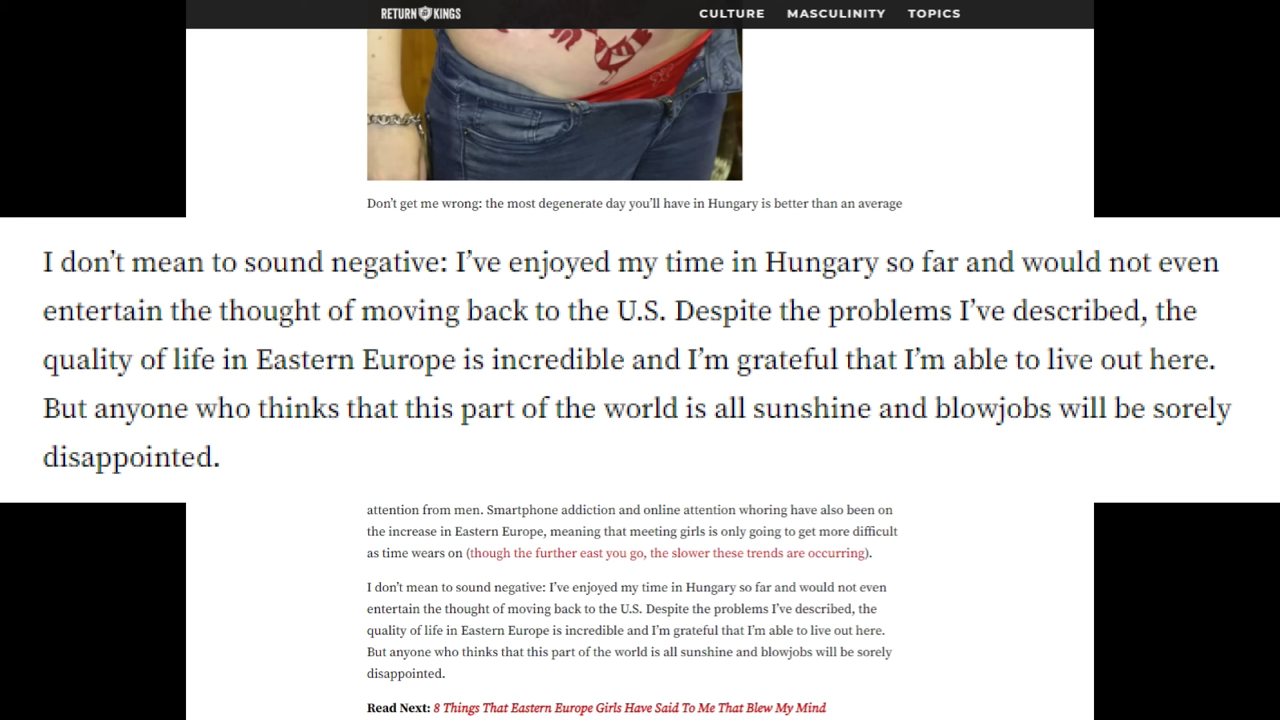 RETURN KINGS CULTURE MASCULINITY TOPICS
Don't get me wrong: the most degenerate day you'll have in Hungary is better than an average
I don't mean to sound negative: I've enjoyed my time in Hungary so far and would not even
entertain the thought of moving back to the U.S. Despite the problems I've described, the
quality of life in Eastern Europe is incredible and I'm grateful that I'm able to live out here.
But anyone who thinks that this part of the world is all sunshine and blowjobs will be sorely
disappointed.
attention from men. Smartphone addiction and online attention whoring have also been on
the increase in Eastern Europe, meaning that meeting girls is only going to get more difficult
as time wears on (though the further east you go, the slower these trends are occurring).
I don't mean to sound negative: I've enjoyed my time in Hungary so far and would not even
entertain the thought of moving back to the U.S. Despite the problems I've described, the
quality of life in Eastern Europe is incredible and I'm grateful that I'm able to live out here.
But anyone who thinks that this part of the world is all sunshine and blowjobs will be sorely
disappointed.
Read Next: 8 Things That Eastern Europe Girls Have Said To Me That Blew My Mind